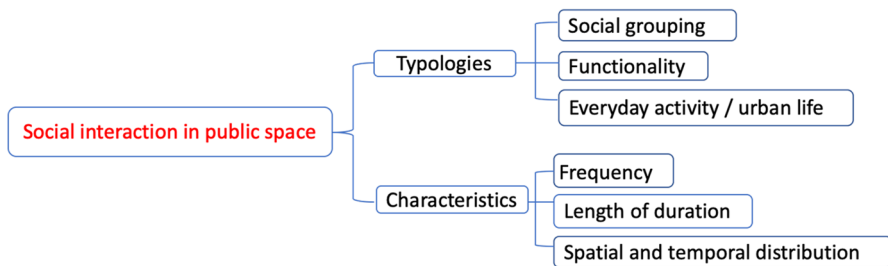 Social interaction in public space
Typologies
Social grouping
Functionality
Everyday activity / urban life
Characteristics
Frequency
Length of duration
Spatial and temporal distribution